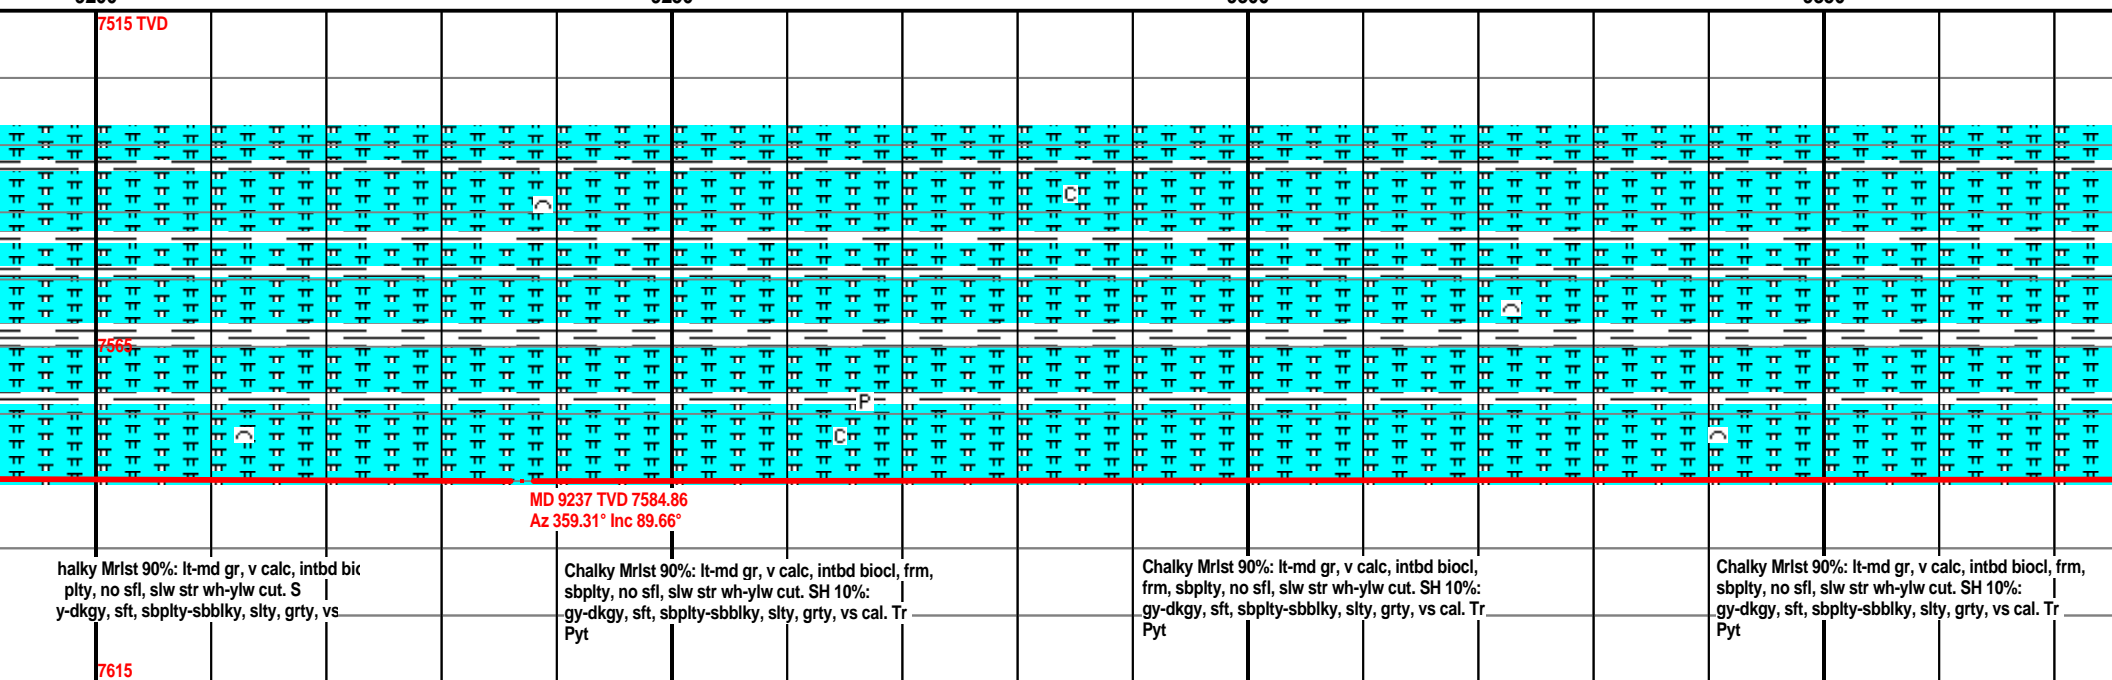 7515 TVD
C
7565
P
C
MD 9237 TVD 7584.86
Az 359.31° Inc 89.66°
halky Mrlst 90%: lt-md gr, v calc, intbd bio
plty, no sfl, slw str wh-ylw cut. S
y-dkgy, sft, sbplty-sbblky, slty, grty, vs
Chalky Mrlst 90%: lt-md gr, v calc, intbd biocl, frm,
sbplty, no sfl, slw str wh-ylw cut. SH 10%:
gy-dkgy, sft, sbplty-sbblky, slty, grty, vs cal. Tr
Pyt
Chalky Mrlst 90%: lt-md gr, v calc, intbd biocl,
frm, sbplty, no sfl, slw str wh-ylw cut. SH 10%:
gy-dkgy, sft, sbplty-sbblky, slty, grty, vs cal. Tr
Pyt
Chalky Mrlst 90%: lt-md gr, v calc, intbd biocl, frm,
sbplty, no sfl, slw str wh-ylw cut. SH 10%:
gy-dkgy, sft, sbplty-sbblky, slty, grty, vs cal. Tr
Pyt
7615